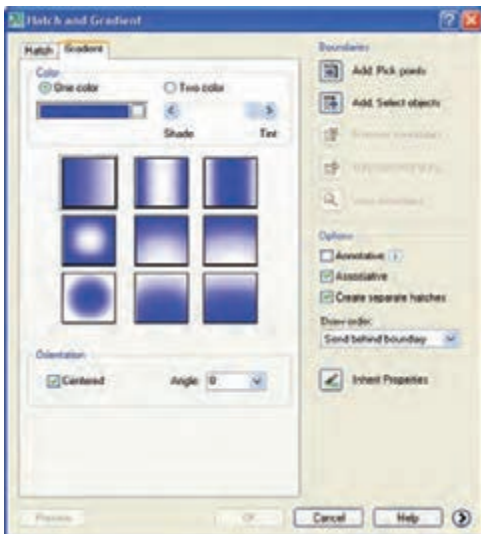 Hatch and Gradient
Hatch Gradient
Color
One color Two color
Shade Tint
Orientation
Centered Angle 0
Boundaries
Add: Pick points
Add: Select objects
Options
Annotative
Associative
Create separate hatches
Draw order:
Send behind boundary
Inherit Properties
Preview OK Cancel Help